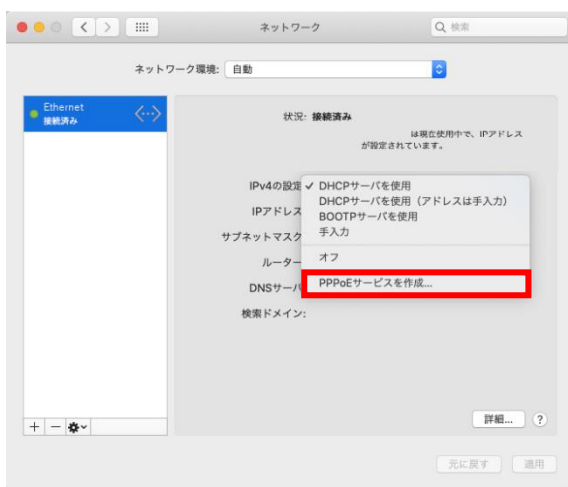 ネットワーク
検索
ネットワーク環境: 自動
Ethernet
接続済み
状況: 接続済み
は現在使用中で、IPアドレス
が設定されています。
IPv4の設定 ✓ DHCPサーバを使用
DHCPサーバを使用（アドレスは手入力）
IPアドレス
BOOTPサーバを使用
サブネットマスク
手入力
ルーター
オフ
DNSサーバ
PPPoEサービスを作成...
検索ドメイン:
詳細... ?
元に戻す 適用